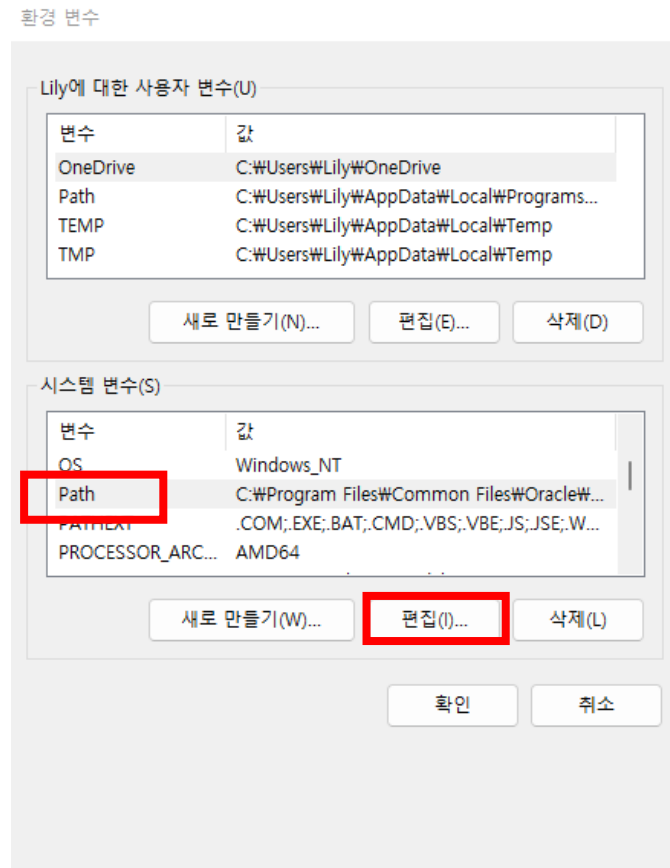 환경 변수
Lily에 대한 사용자 변수(U)
변수 값
OneDrive C:₩Users₩Lily₩OneDrive
Path C:₩Users₩Lily₩AppData₩Local₩Programs...
TEMP C:₩Users₩Lily₩AppData₩Local₩Temp
TMP C:₩Users₩Lily₩AppData₩Local₩Temp
새로 만들기(N)... 편집(E)... 삭제(D)
시스템 변수(S)
변수 값
OS Windows_NT
Path C:₩Program Files₩Common Files₩Oracle₩...
PATHEXT .COM;.EXE;.BAT;.CMD;.VBS;.VBE;.JS;.JSE;.W...
PROCESSOR_ARC... AMD64
새로 만들기(W)... 편집(I)... 삭제(L)
확인 취소